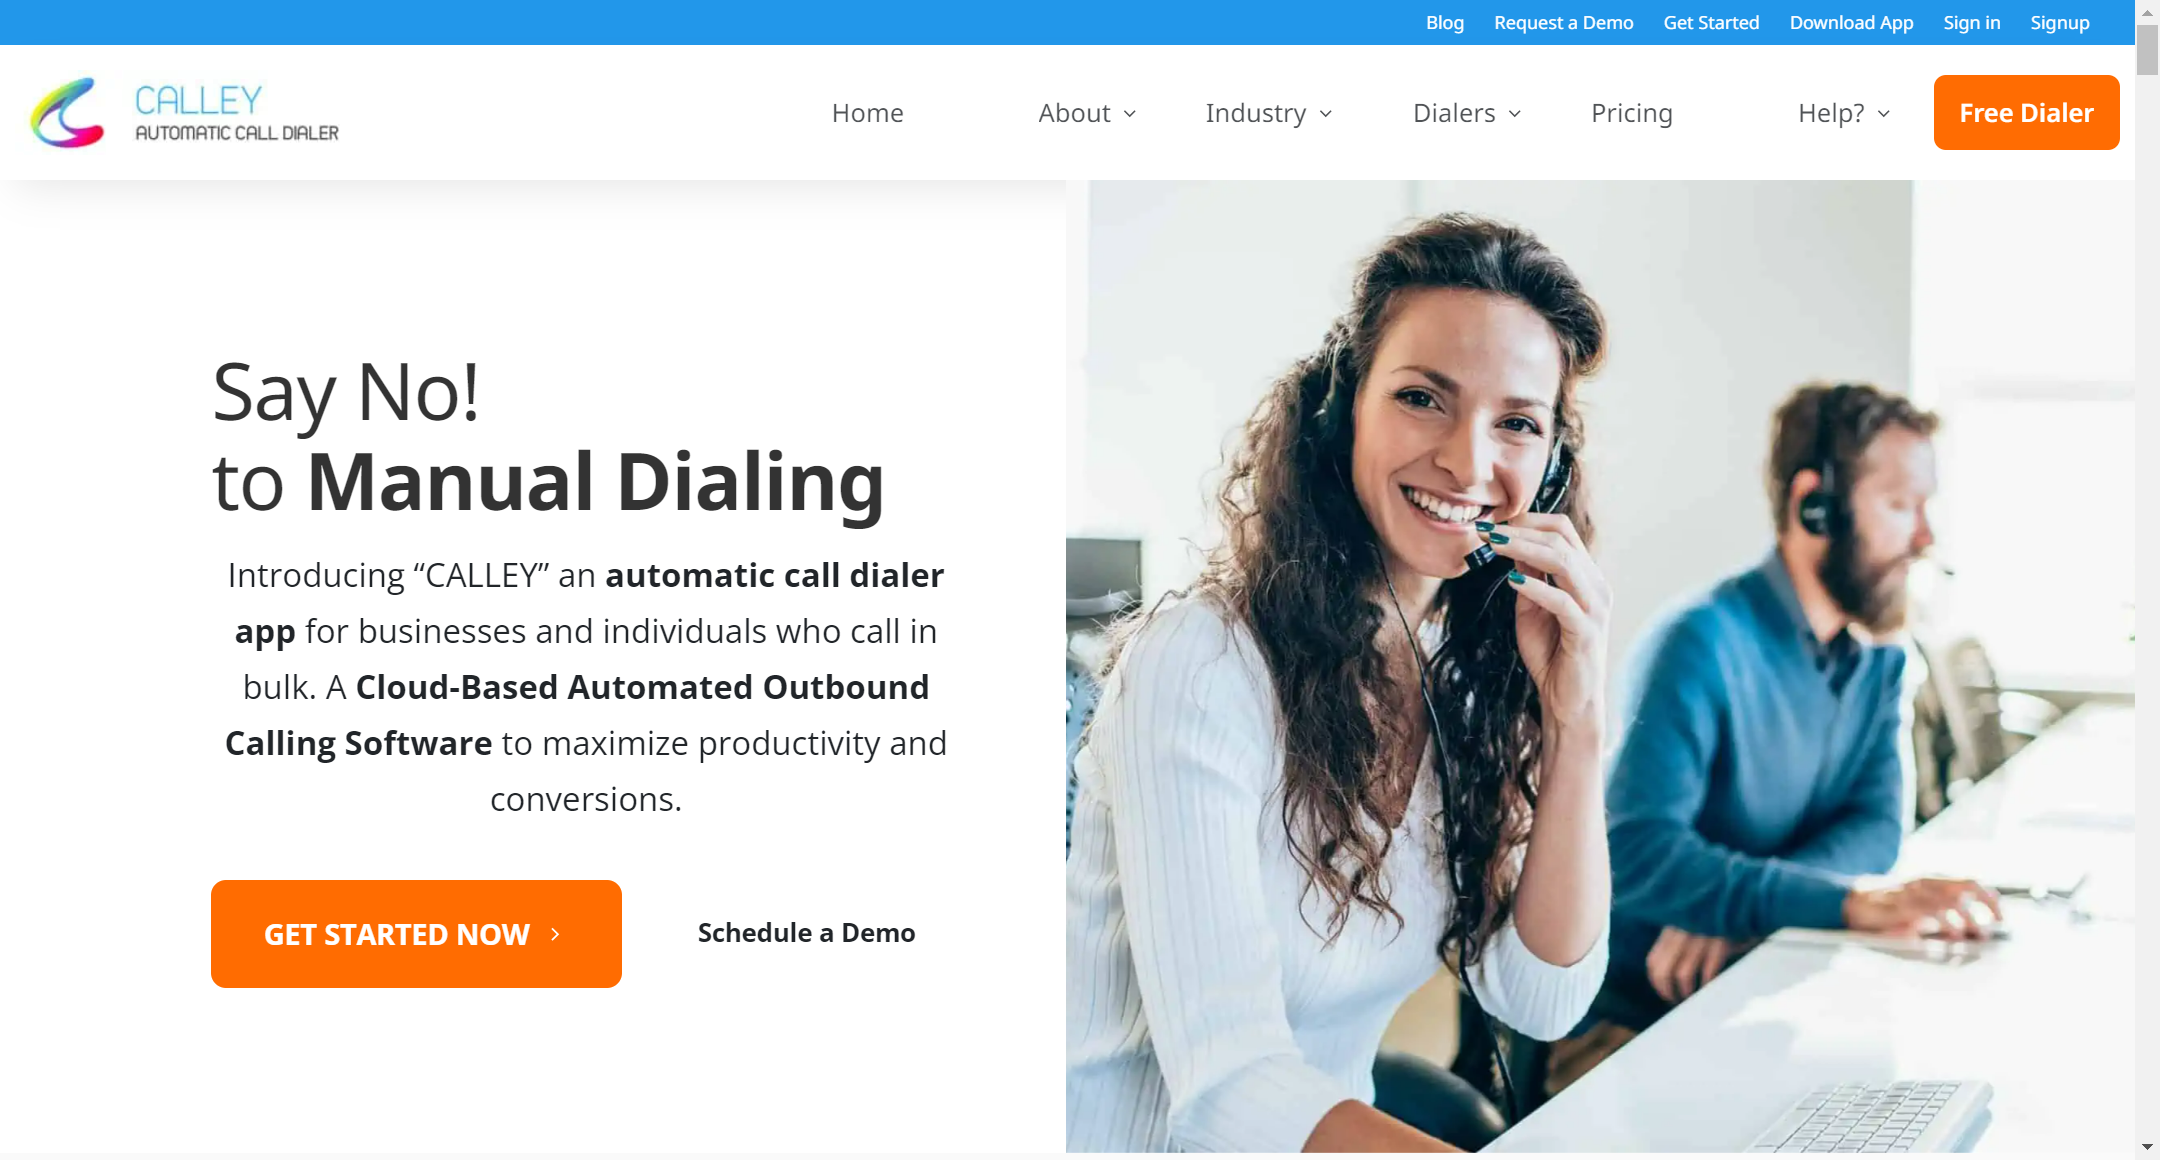 Blog Request a Demo Get Started Download App Sign in Signup
CALLEY
AUTOMATIC CALL DIALER
Home About Industry Dialers Pricing Help? Free Dialer
Say No!
to Manual Dialing
Introducing “CALLEY” an automatic call dialer
app for businesses and individuals who call in
bulk. A Cloud-Based Automated Outbound
Calling Software to maximize productivity and
conversions.
GET STARTED NOW
Schedule a Demo